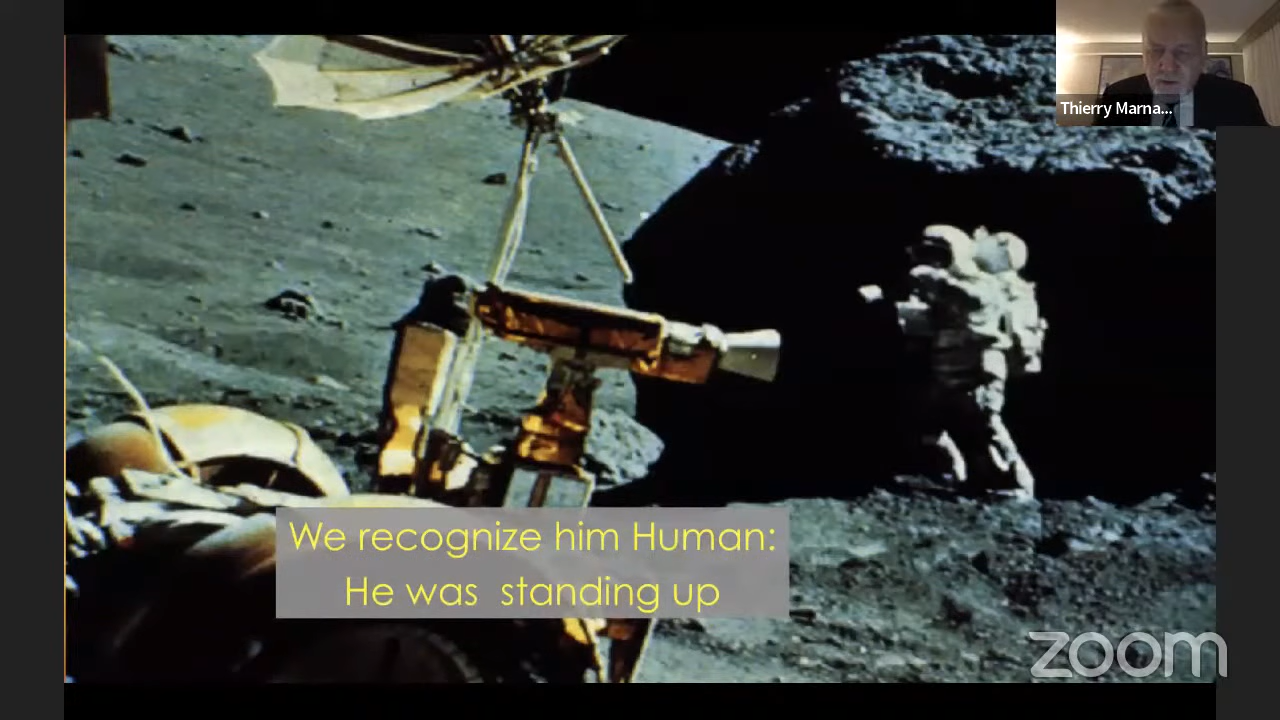 Thierry Marna...
We recognize him Human:
He was standing up
zoom